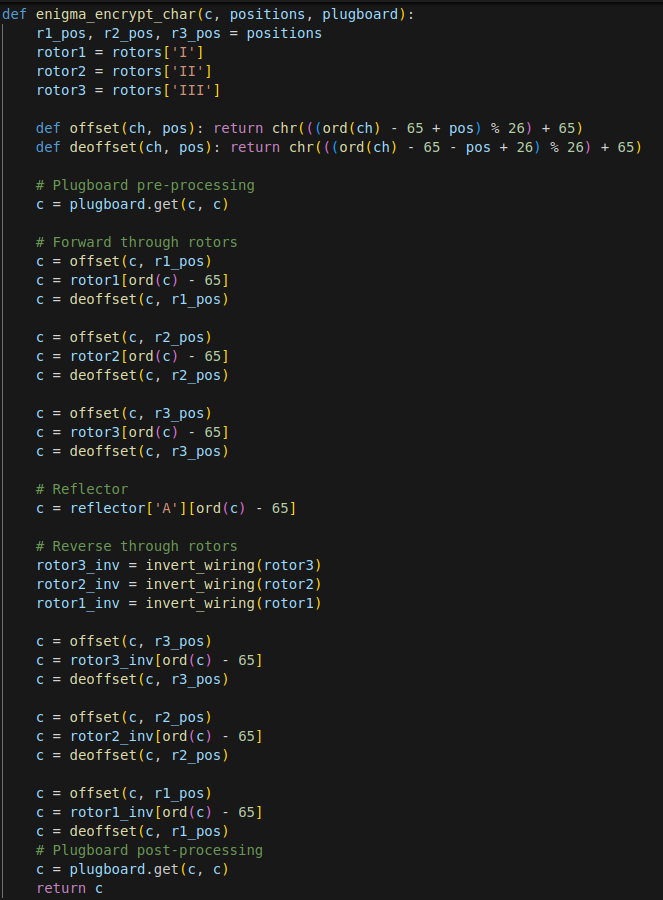 def enigma_encrypt_char(c, positions, plugboard):
    r1_pos, r2_pos, r3_pos = positions
    rotor1 = rotors['I']
    rotor2 = rotors['II']
    rotor3 = rotors['III']

    def offset(ch, pos): return chr(((ord(ch) - 65 + pos) % 26) + 65)
    def deoffset(ch, pos): return chr(((ord(ch) - 65 - pos + 26) % 26) + 65)

    # Plugboard pre-processing
    c = plugboard.get(c, c)

    # Forward through rotors
    c = offset(c, r1_pos)
    c = rotor1[ord(c) - 65]
    c = deoffset(c, r1_pos)

    c = offset(c, r2_pos)
    c = rotor2[ord(c) - 65]
    c = deoffset(c, r2_pos)

    c = offset(c, r3_pos)
    c = rotor3[ord(c) - 65]
    c = deoffset(c, r3_pos)

    # Reflector
    c = reflector['A'][ord(c) - 65]

    # Reverse through rotors
    rotor3_inv = invert_wiring(rotor3)
    rotor2_inv = invert_wiring(rotor2)
    rotor1_inv = invert_wiring(rotor1)

    c = offset(c, r3_pos)
    c = rotor3_inv[ord(c) - 65]
    c = deoffset(c, r3_pos)

    c = offset(c, r2_pos)
    c = rotor2_inv[ord(c) - 65]
    c = deoffset(c, r2_pos)

    c = offset(c, r1_pos)
    c = rotor1_inv[ord(c) - 65]
    c = deoffset(c, r1_pos)
    # Plugboard post-processing
    c = plugboard.get(c, c)
    return c